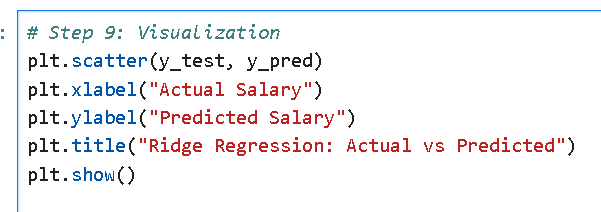 :
# Step 9: Visualization
plt.scatter(y_test, y_pred)
plt.xlabel("Actual Salary")
plt.ylabel("Predicted Salary")
plt.title("Ridge Regression: Actual vs Predicted")
plt.show()